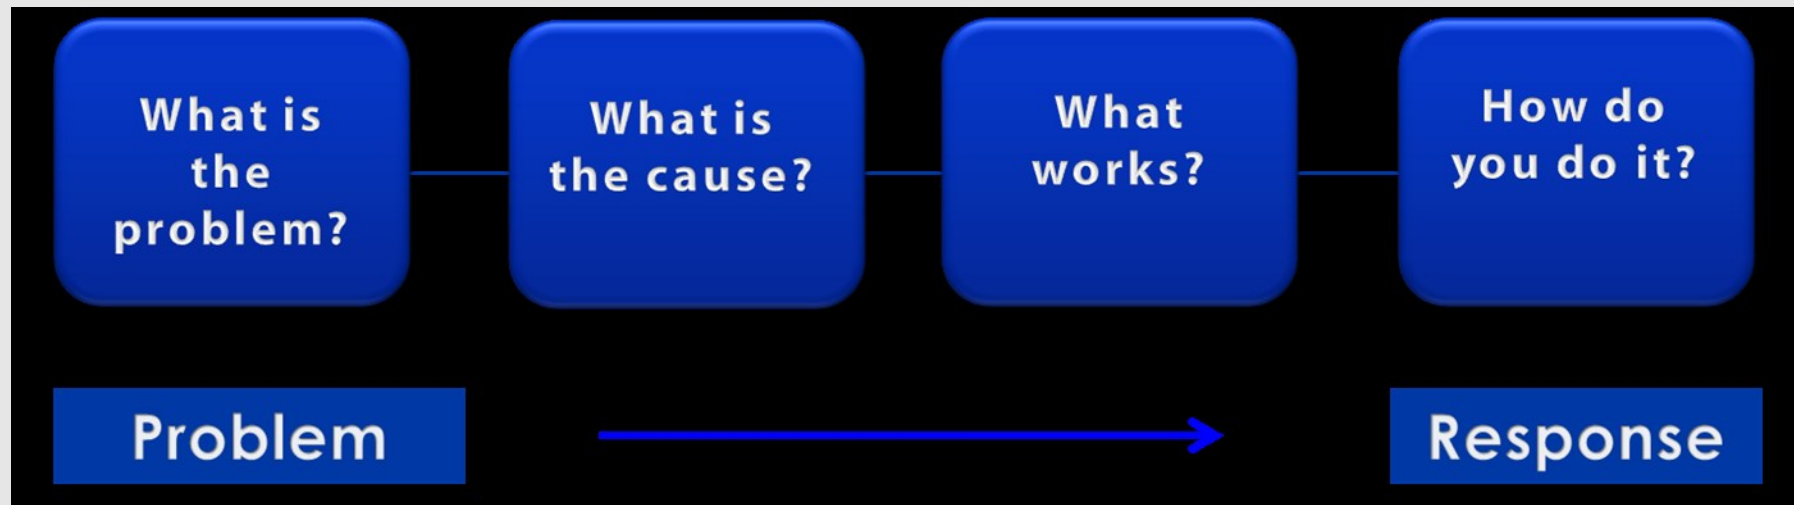 What is
the
problem?
What is
the cause?
What
works?
How do
you do it?
Problem
Response